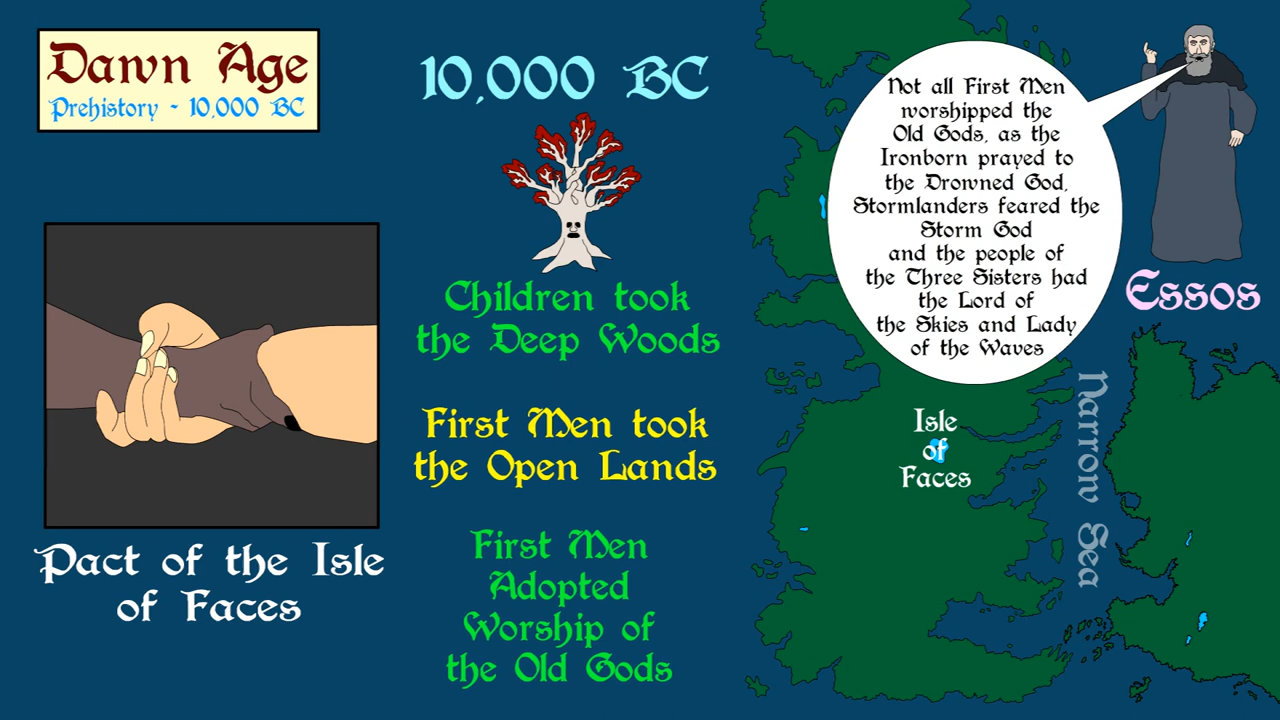 Dawn Age
Prehistory - 10,000 BC
Pact of the Isle
of Faces
10,000 BC
Children took
the Deep Woods
First Men took
the Open Lands
First Men
Adopted
Worship of
the Old Gods
Not all First Men
worshipped the
Old Gods, as the
Ironborn prayed to
the Drowned God,
Stormlanders feared the
Storm God
and the people of
the Three Sisters had
the Lord of
the Skies and Lady
of the Waves
Essos
Isle
of
Faces
Narrow Sea